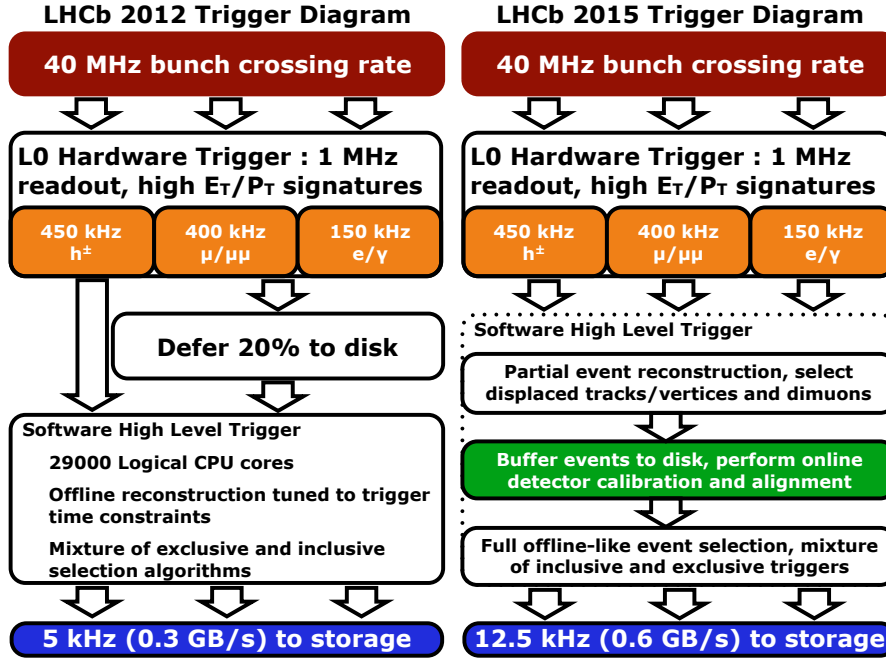 LHCb 2012 Trigger Diagram
40 MHz bunch crossing rate
L0 Hardware Trigger : 1 MHz
readout, high ET/PT signatures
450 kHz
h±
400 kHz
μ/μμ
150 kHz
e/γ
Defer 20% to disk
Software High Level Trigger
29000 Logical CPU cores
Offline reconstruction tuned to trigger
time constraints
Mixture of exclusive and inclusive
selection algorithms
5 kHz (0.3 GB/s) to storage
LHCb 2015 Trigger Diagram
40 MHz bunch crossing rate
L0 Hardware Trigger : 1 MHz
readout, high ET/PT signatures
450 kHz
h±
400 kHz
μ/μμ
150 kHz
e/γ
Software High Level Trigger
Partial event reconstruction, select
displaced tracks/vertices and dimuons
Buffer events to disk, perform online
detector calibration and alignment
Full offline-like event selection, mixture
of inclusive and exclusive triggers
12.5 kHz (0.6 GB/s) to storage